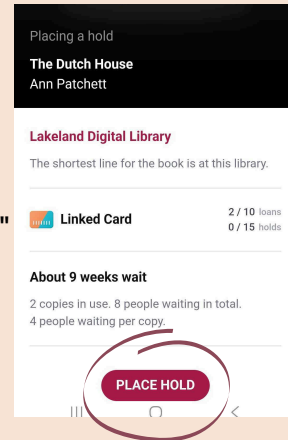 Placing a hold
The Dutch House
Ann Patchett
Lakeland Digital Library
The shortest line for the book is at this library.
"
Linked Card
2 / 10 loans
0 / 15 holds
About 9 weeks wait
2 copies in use. 8 people waiting in total.
4 people waiting per copy.
PLACE HOLD